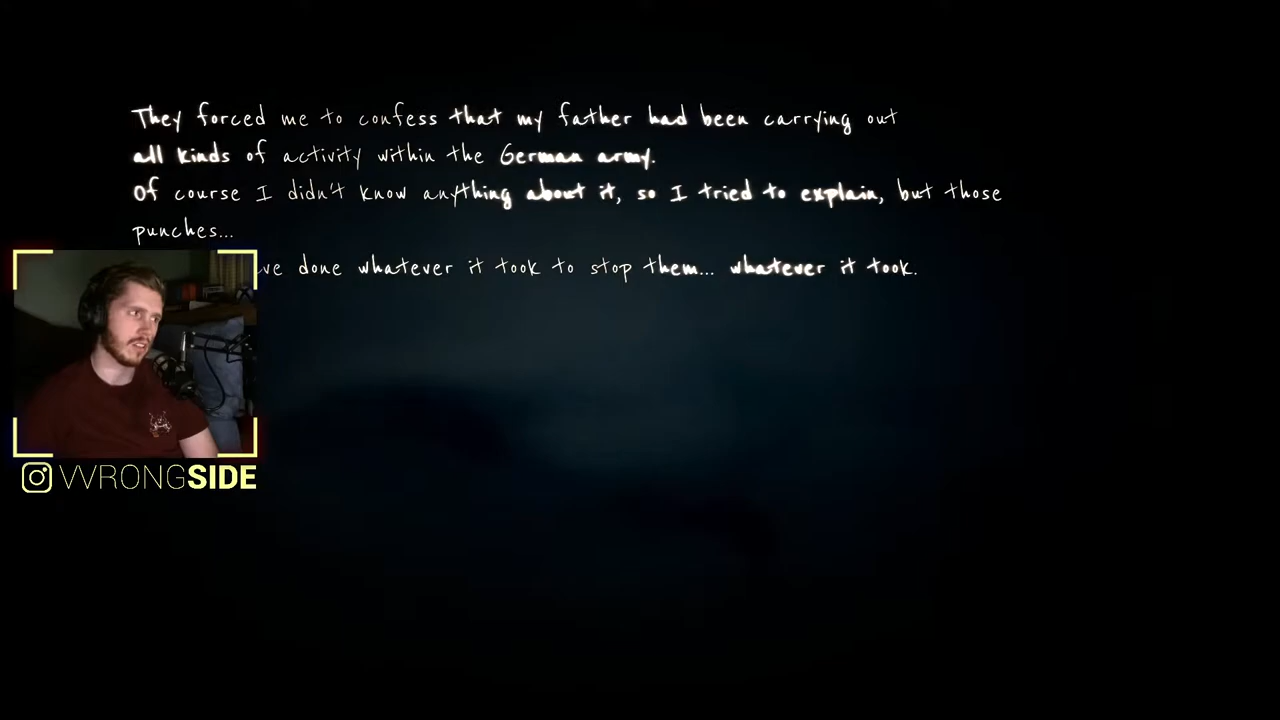 They forced me to confess that my father had been carrying out
all kinds of activity within the German army.
Of course I didn't know anything about it, so I tried to explain, but those
punches...
ve done whatever it took to stop them... whatever it took.
VVRONGSIDE